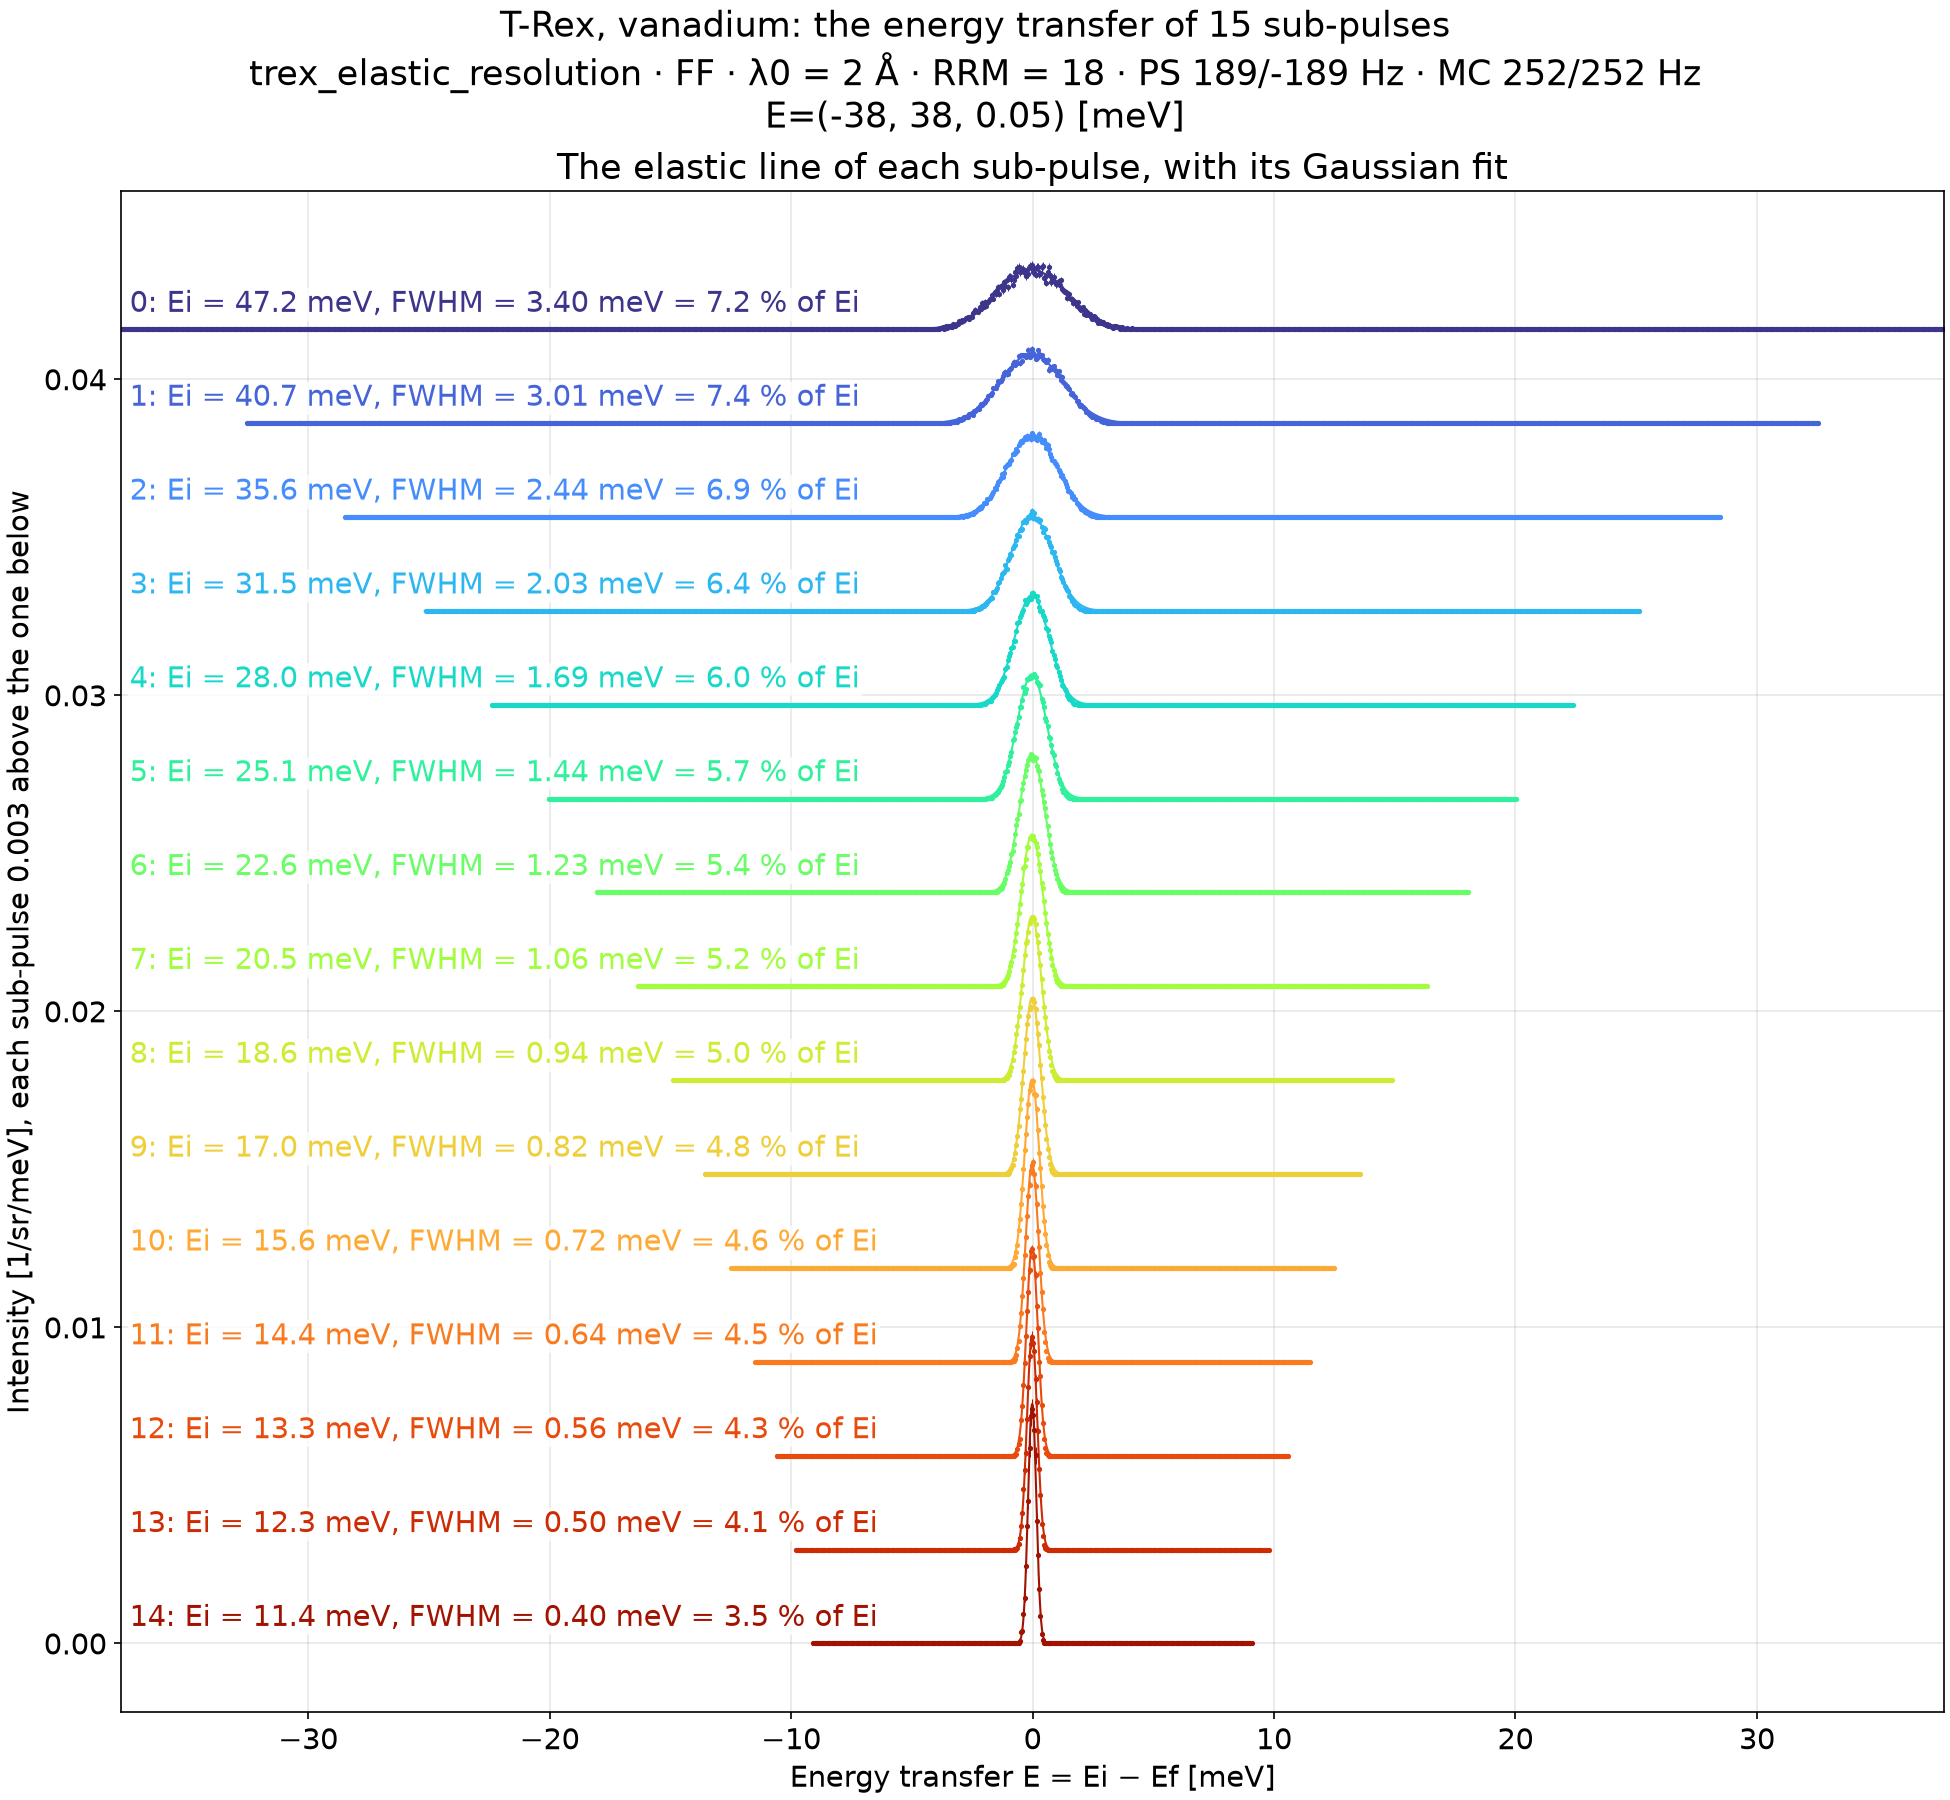 T-Rex, vanadium: the energy transfer of 15 sub-pulses
trex_elastic_resolution · FF · λ0 = 2 Å · RRM = 18 · PS 189/-189 Hz · MC 252/252 Hz
E=(-38, 38, 0.05) [meV]
The elastic line of each sub-pulse, with its Gaussian fit
Intensity [1/sr/meV], each sub-pulse 0.003 above the one below
0: Ei = 47.2 meV, FWHM = 3.40 meV = 7.2 % of Ei
0.04
1: Ei = 40.7 meV, FWHM = 3.01 meV = 7.4 % of Ei
2: Ei = 35.6 meV, FWHM = 2.44 meV = 6.9 % of Ei
3: Ei = 31.5 meV, FWHM = 2.03 meV = 6.4 % of Ei
4: Ei = 28.0 meV, FWHM = 1.69 meV = 6.0 % of Ei
0.03
5: Ei = 25.1 meV, FWHM = 1.44 meV = 5.7 % of Ei
6: Ei = 22.6 meV, FWHM = 1.23 meV = 5.4 % of Ei
7: Ei = 20.5 meV, FWHM = 1.06 meV = 5.2 % of Ei
0.02
8: Ei = 18.6 meV, FWHM = 0.94 meV = 5.0 % of Ei
9: Ei = 17.0 meV, FWHM = 0.82 meV = 4.8 % of Ei
10: Ei = 15.6 meV, FWHM = 0.72 meV = 4.6 % of Ei
0.01
11: Ei = 14.4 meV, FWHM = 0.64 meV = 4.5 % of Ei
12: Ei = 13.3 meV, FWHM = 0.56 meV = 4.3 % of Ei
13: Ei = 12.3 meV, FWHM = 0.50 meV = 4.1 % of Ei
14: Ei = 11.4 meV, FWHM = 0.40 meV = 3.5 % of Ei
0.00
−30 −20 −10 0 10 20 30
Energy transfer E = Ei − Ef [meV]